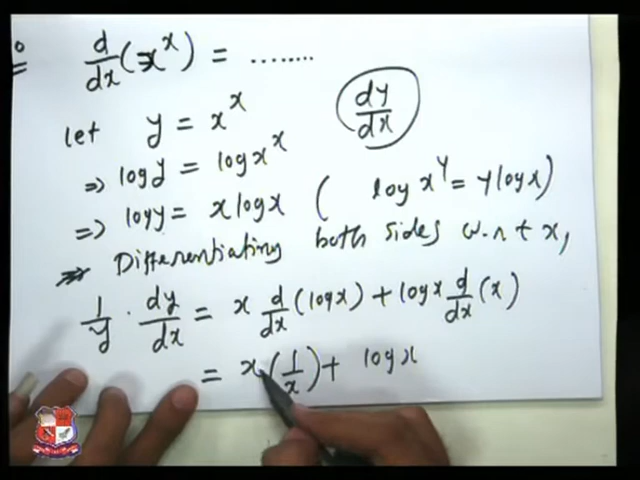 d/dx (x^x) = ........
let y = x^x
dy/dx
=> log y = log x^x
=> log y = x log x ( log x^y = y log x )
Differentiating both sides w.r.t x,
1/y . dy/dx = x d/dx (log x) + log x d/dx (x)
= x (1/x) + log x